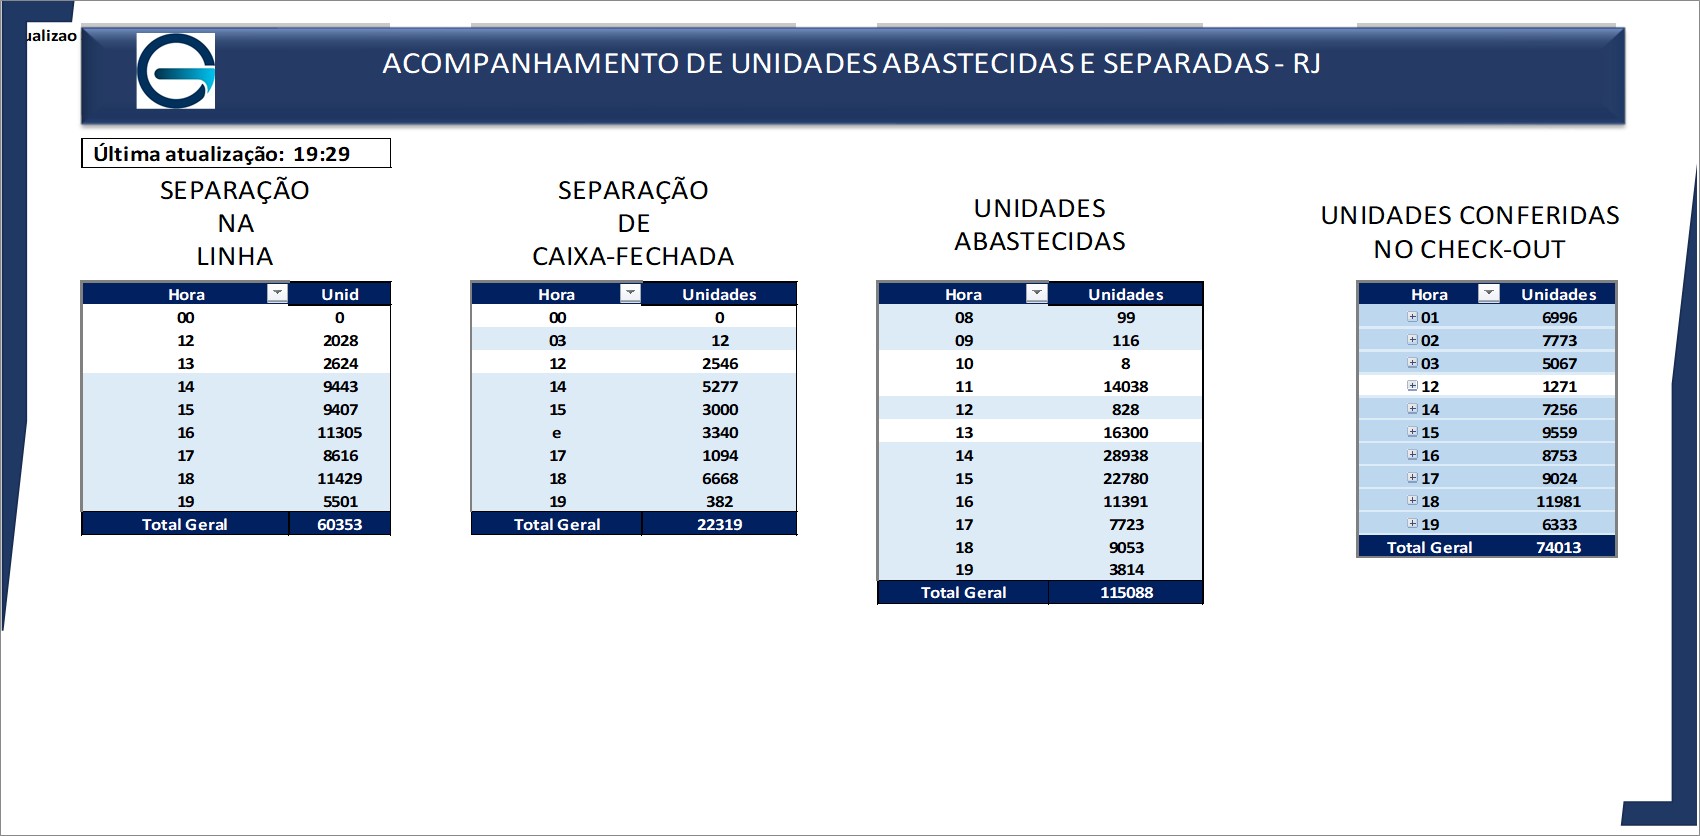 ualizao
ACOMPANHAMENTO DE UNIDADES ABASTECIDAS E SEPARADAS - RJ
Última atualização: 19:29
SEPARAÇÃO
NA
LINHA
Hora Unid
00 0
12 2028
13 2624
14 9443
15 9407
16 11305
17 8616
18 11429
19 5501
Total Geral 60353
SEPARAÇÃO
DE
CAIXA-FECHADA
Hora Unidades
00 0
03 12
12 2546
14 5277
15 3000
e 3340
17 1094
18 6668
19 382
Total Geral 22319
UNIDADES
ABASTECIDAS
Hora Unidades
08 99
09 116
10 8
11 14038
12 828
13 16300
14 28938
15 22780
16 11391
17 7723
18 9053
19 3814
Total Geral 115088
UNIDADES CONFERIDAS
NO CHECK-OUT
Hora Unidades
01 6996
02 7773
03 5067
12 1271
14 7256
15 9559
16 8753
17 9024
18 11981
19 6333
Total Geral 74013